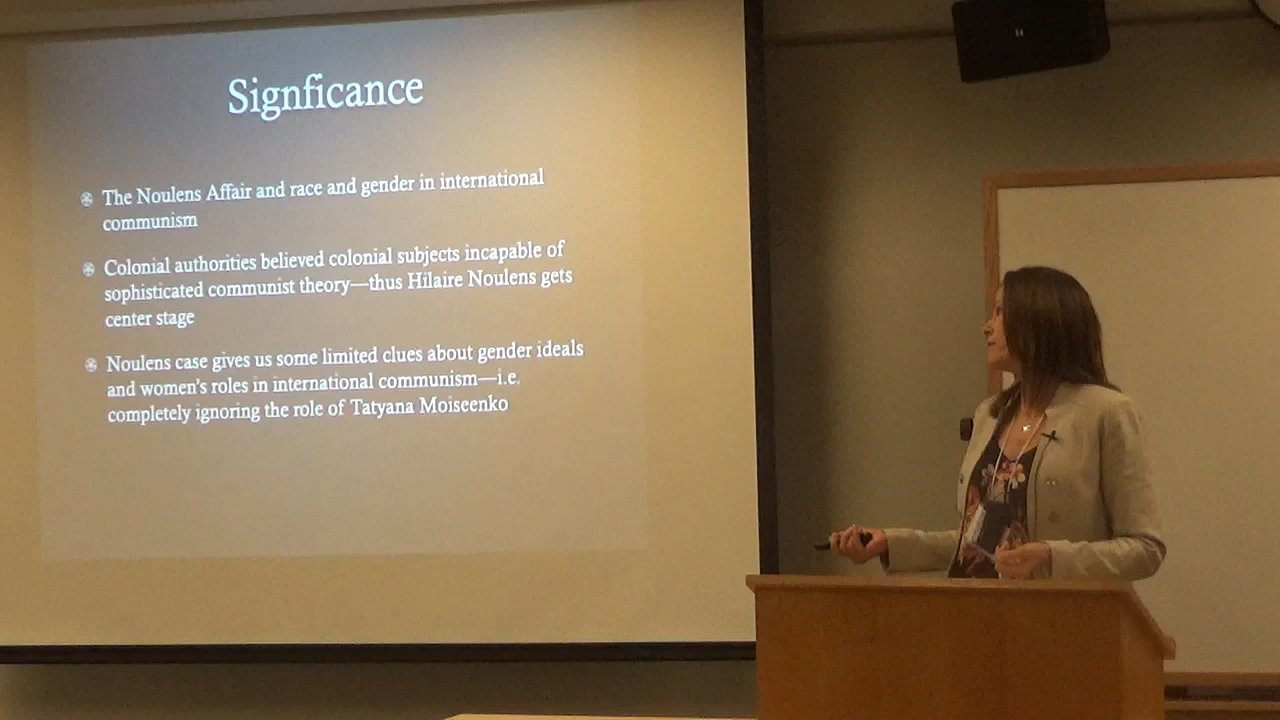 Signficance
The Noulens Affair and race and gender in international
communism
Colonial authorities believed colonial subjects incapable of
sophisticated communist theory—thus Hilaire Noulens gets
center stage
Noulens case gives us some limited clues about gender ideals
and women's roles in international communism—i.e.
completely ignoring the role of Tatyana Moiseenko